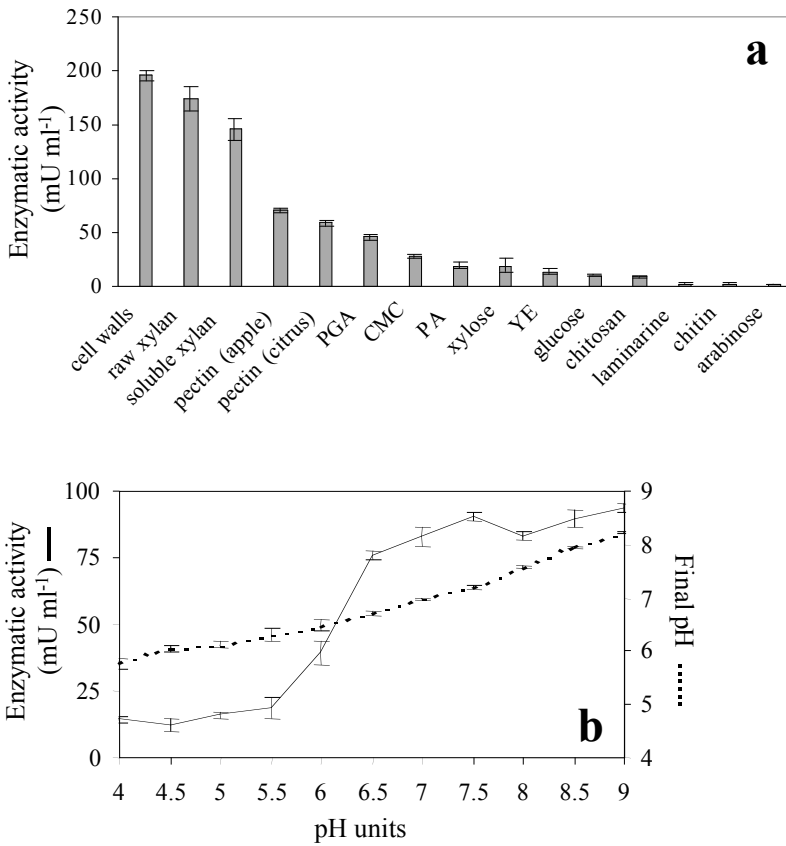 a
Enzymatic activity
(mU ml-1)
250
200
150
100
50
0
cell walls
raw xylan
soluble xylan
pectin (apple)
pectin (citrus)
PGA
CMC
PA
xylose
YE
glucose
chitosan
laminarine
chitin
arabinose
b
Enzymatic activity
(mU ml-1)
100
75
50
25
0
9
8
7
6
5
4
Final pH
4 4.5 5 5.5 6 6.5 7 7.5 8 8.5 9
pH units